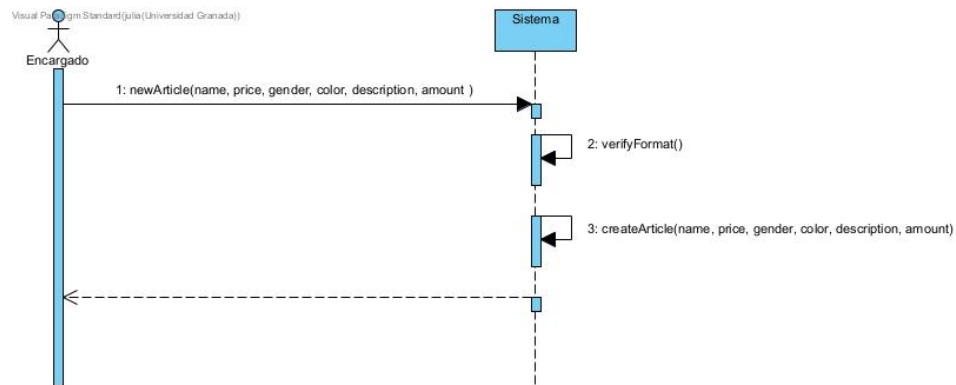 Visual Paradigm Standard(julia(Universidad Granada))
Sistema
Encargado
1: newArticle(name, price, gender, color, description, amount )
2: verifyFormat()
3: createArticle(name, price, gender, color, description, amount)